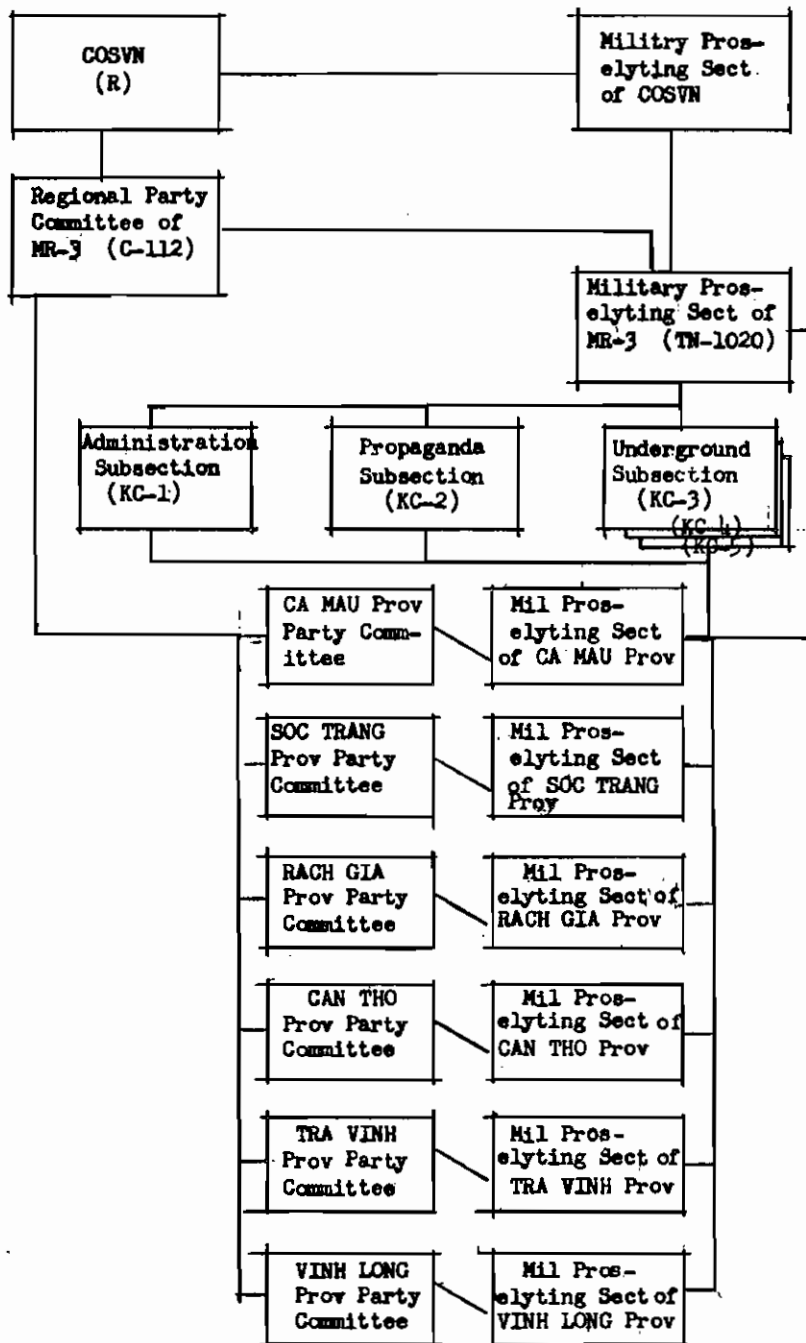 COSVN
(R)
Militry Pros-
elyting Sect
of COSVN
Regional Party
Committee of
MR-3 (C-112)
Military Pros-
elyting Sect of
MR-3 (TN-1020)
Administration
Subsection
(KC-1)
Propaganda
Subsection
(KC-2)
Underground
Subsection
(KC-3)
(KC-4)
(KC-5)
CA MAU Prov
Party Comm-
ittee
Mil Pros-
elyting Sect
of CA MAU Prov
SOC TRANG
Prov Party
Committee
Mil Pros-
elyting Sect
of SOC TRANG
Prov
RACH GIA
Prov Party
Committee
Mil Pros-
elyting Sect of
RACH GIA Prov
CAN THO
Prov Party
Committee
Mil Pros-
elyting Sect of
CAN THO Prov
TRA VINH
Prov Party
Committee
Mil Pros-
elyting Sect of
TRA VINH Prov
VINH LONG
Prov Party
Committee
Mil Pros-
elyting Sect of
VINH LONG Prov